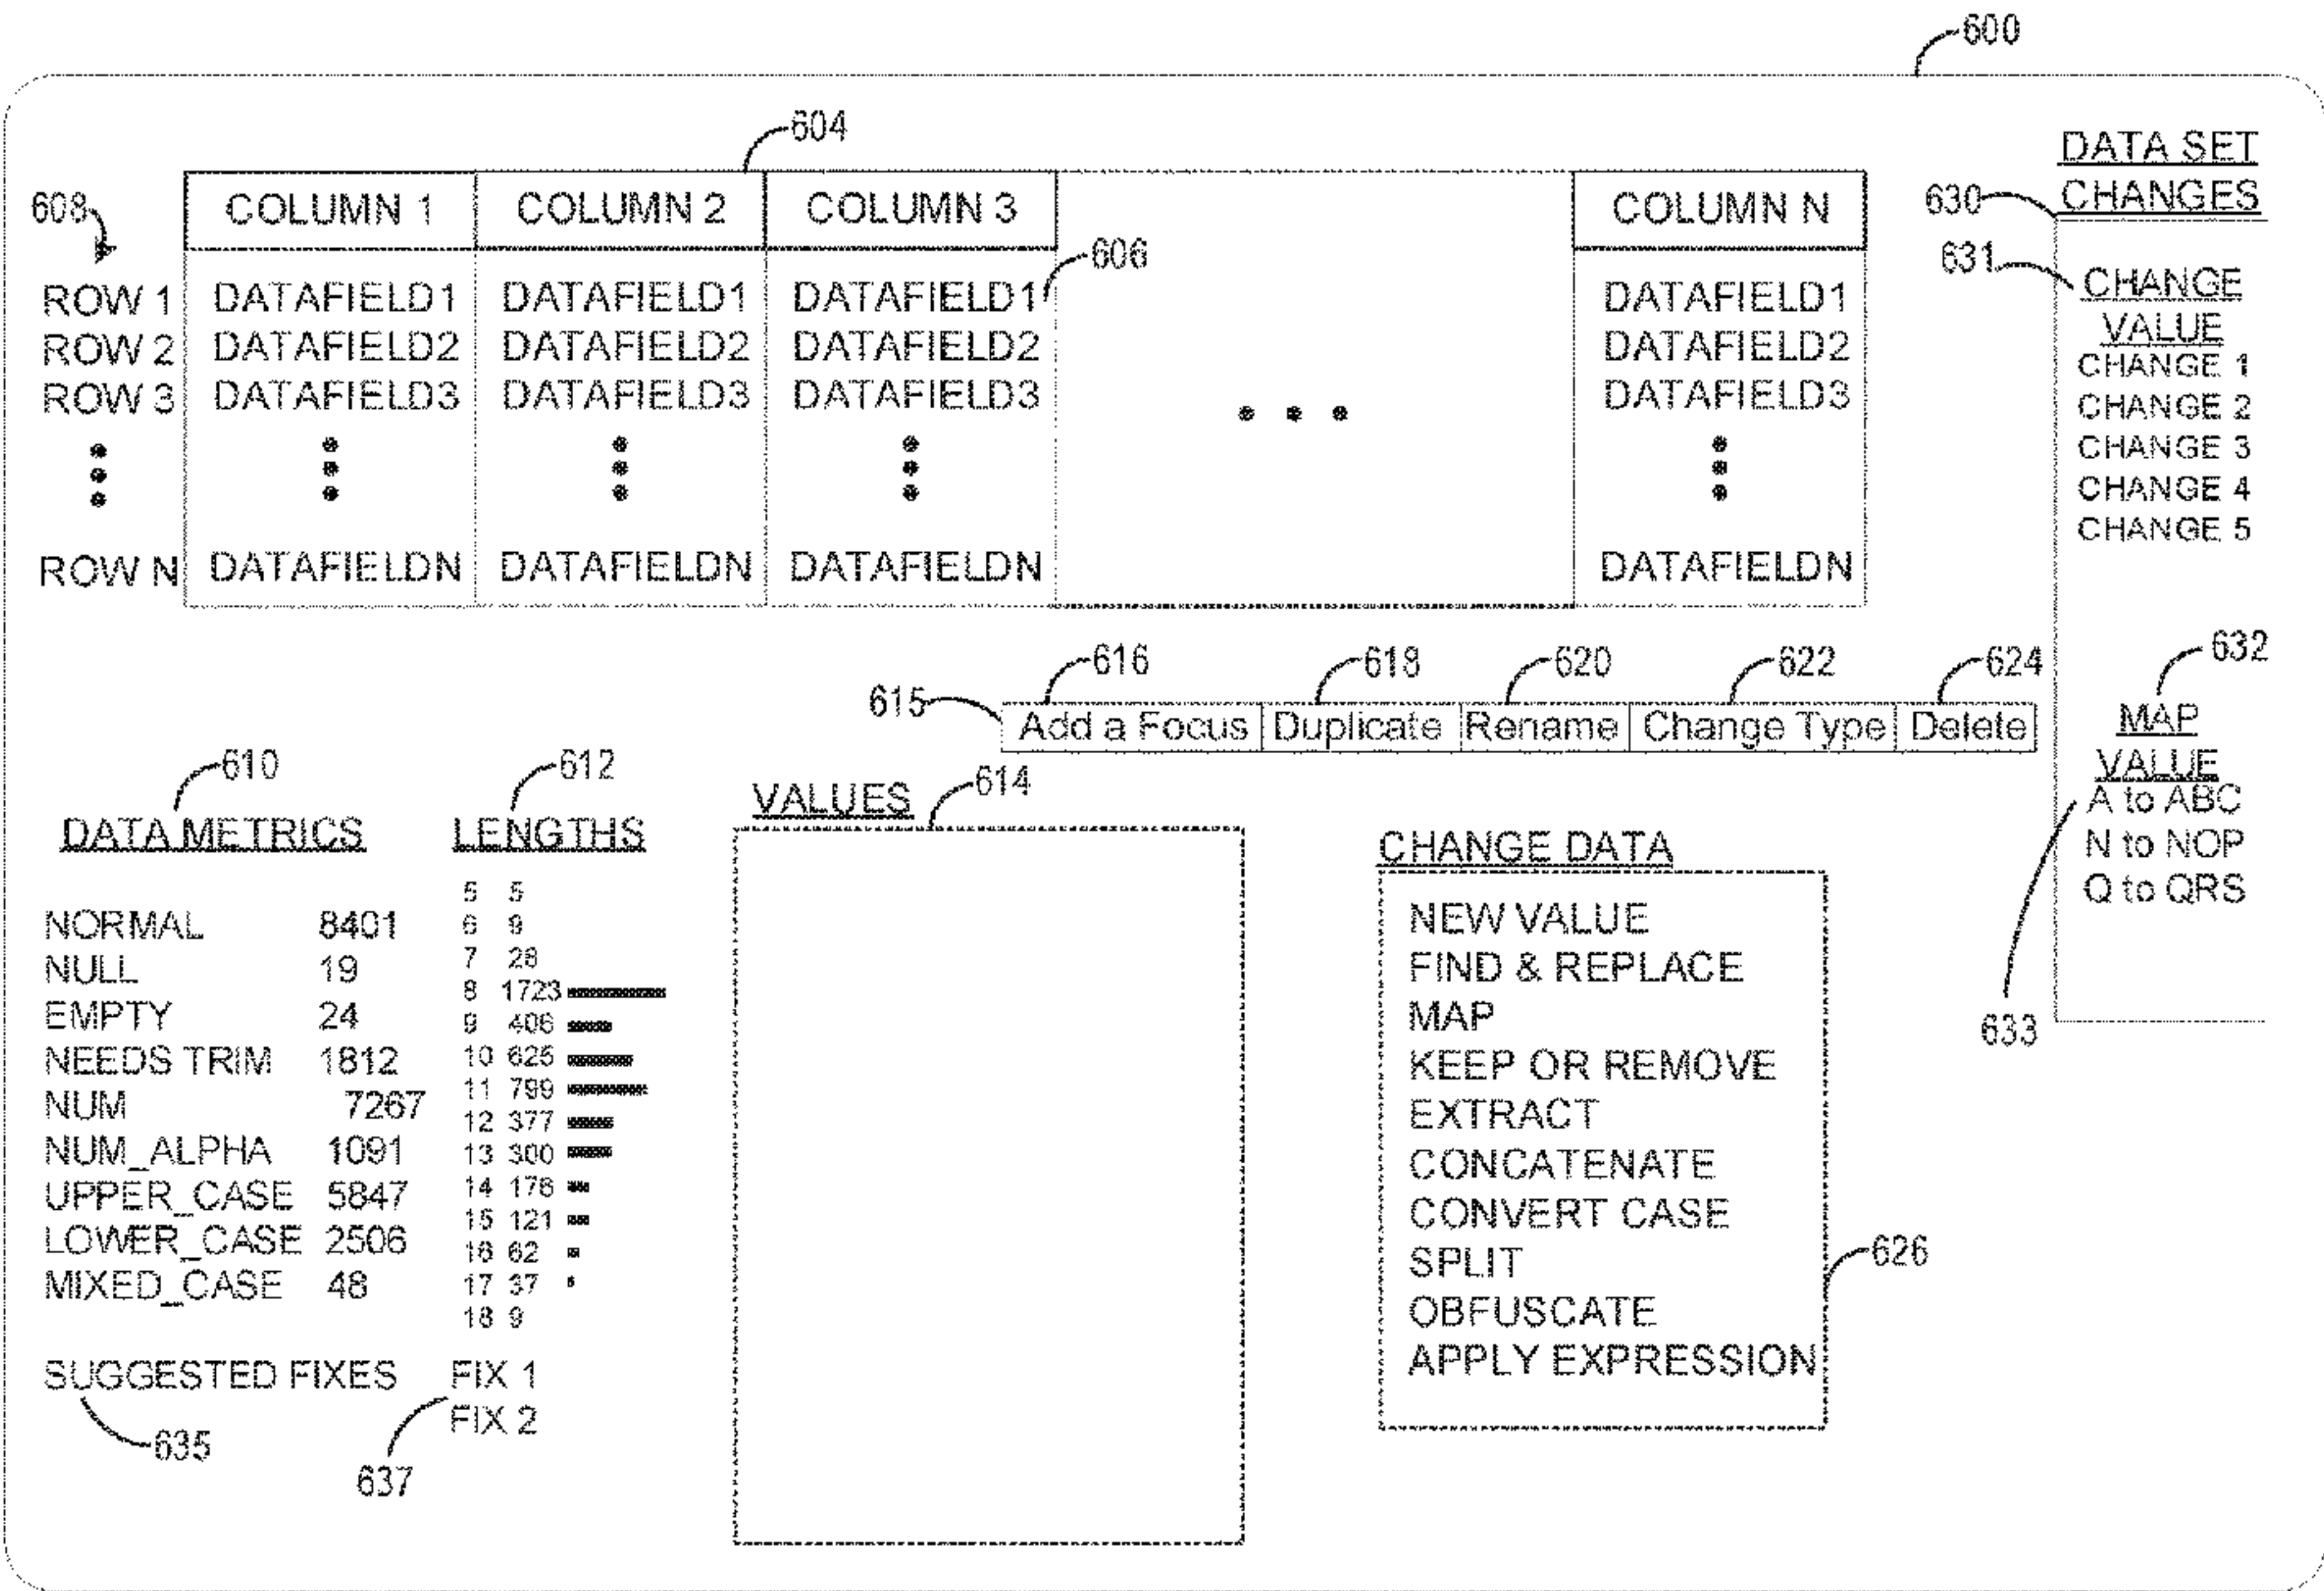 600
604
DATA SET
CHANGES
608
COLUMN 1 COLUMN 2 COLUMN 3 COLUMN N
630
606
631
ROW 1 DATAFIELD1 DATAFIELD1 DATAFIELD1 DATAFIELD1
ROW 2 DATAFIELD2 DATAFIELD2 DATAFIELD2 DATAFIELD2
ROW 3 DATAFIELD3 DATAFIELD3 DATAFIELD3 DATAFIELD3
ROW N DATAFIELDN DATAFIELDN DATAFIELDN DATAFIELDN
CHANGE
VALUE
CHANGE 1
CHANGE 2
CHANGE 3
CHANGE 4
CHANGE 5
632
MAP
VALUE
A to ABC
N to NOP
Q to QRS
633
616 618 620 622 624
615
Add a Focus Duplicate Rename Change Type Delete
610
DATA METRICS
NORMAL 8401
NULL 19
EMPTY 24
NEEDS TRIM 1812
NUM 7267
NUM_ALPHA 1091
UPPER_CASE 5847
LOWER_CASE 2506
MIXED_CASE 48
612
LENGTHS
5 5
6 9
7 28
8 1723
9 406
10 625
11 799
12 377
13 300
14 176
15 121
16 62
17 37
18 9
SUGGESTED FIXES
635
FIX 1
FIX 2
637
VALUES
614
CHANGE DATA
NEW VALUE
FIND & REPLACE
MAP
KEEP OR REMOVE
EXTRACT
CONCATENATE
CONVERT CASE
SPLIT
OBFUSCATE
APPLY EXPRESSION
626